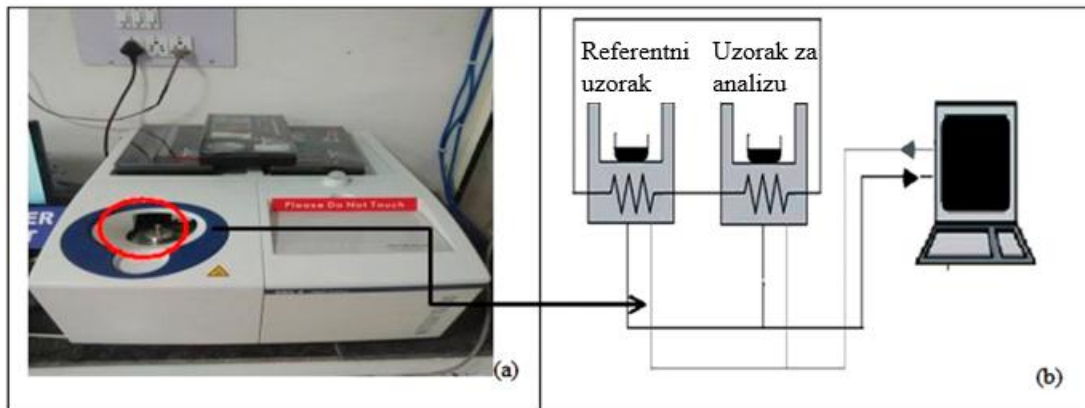 Please Do Not Touch
(a)
Referentni
uzorak
Uzorak za
analizu
(b)